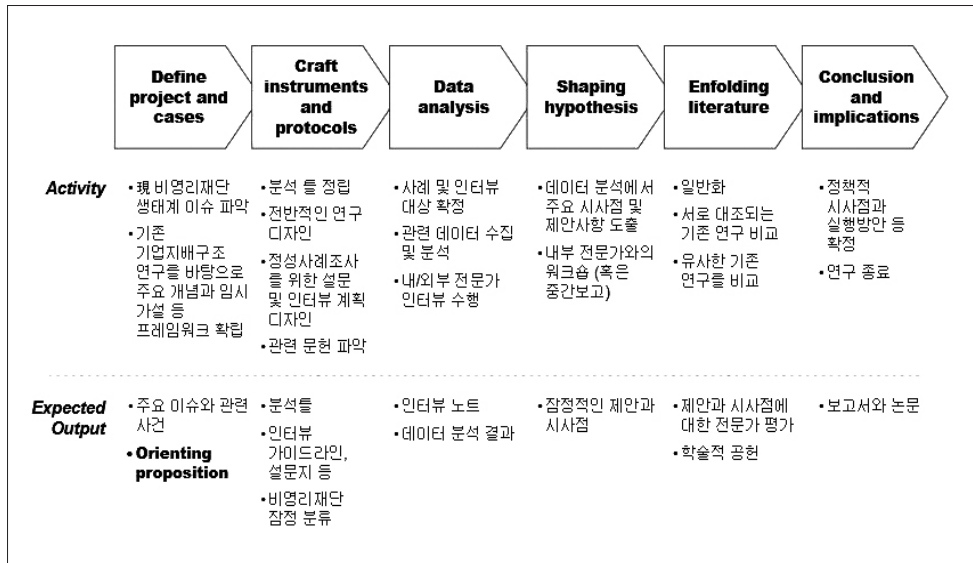 Define
project and
cases
Craft
instruments
and
protocols
Data
analysis
Shaping
hypothesis
Enfolding
literature
Conclusion
and
implications
Activity
•現 비영리재단
생태계 이슈 파악
•기존
기업지배구조
연구를 바탕으로
주요 개념과 임시
가설 등
프레임워크 확립
•분석 틀 정립
•전반적인 연구
디자인
•정성사례조사
를 위한 설문
및 인터뷰 계획
디자인
•관련 문헌 파악
•사례 및 인터뷰
대상 확정
•관련 데이터 수집
및 분석
•내/외부 전문가
인터뷰 수행
•데이터 분석에서
주요 시사점 및
제안사항 도출
•내부 전문가와의
워크숍 (혹은
중간보고)
•일반화
•서로 대조되는
기존 연구 비교
•유사한 기존
연구를 비교
•정책적
시사점과
실행방안 등
확정
•연구 종료
Expected
Output
•주요 이슈와 관련
사건
•Orienting
proposition
•분석틀
•인터뷰
가이드라인,
설문지 등
•비영리재단
잠정 분류
•인터뷰 노트
•데이터 분석 결과
•잠정적인 제안과
시사점
•제안과 시사점에
대한 전문가 평가
•학술적 공헌
•보고서와 논문